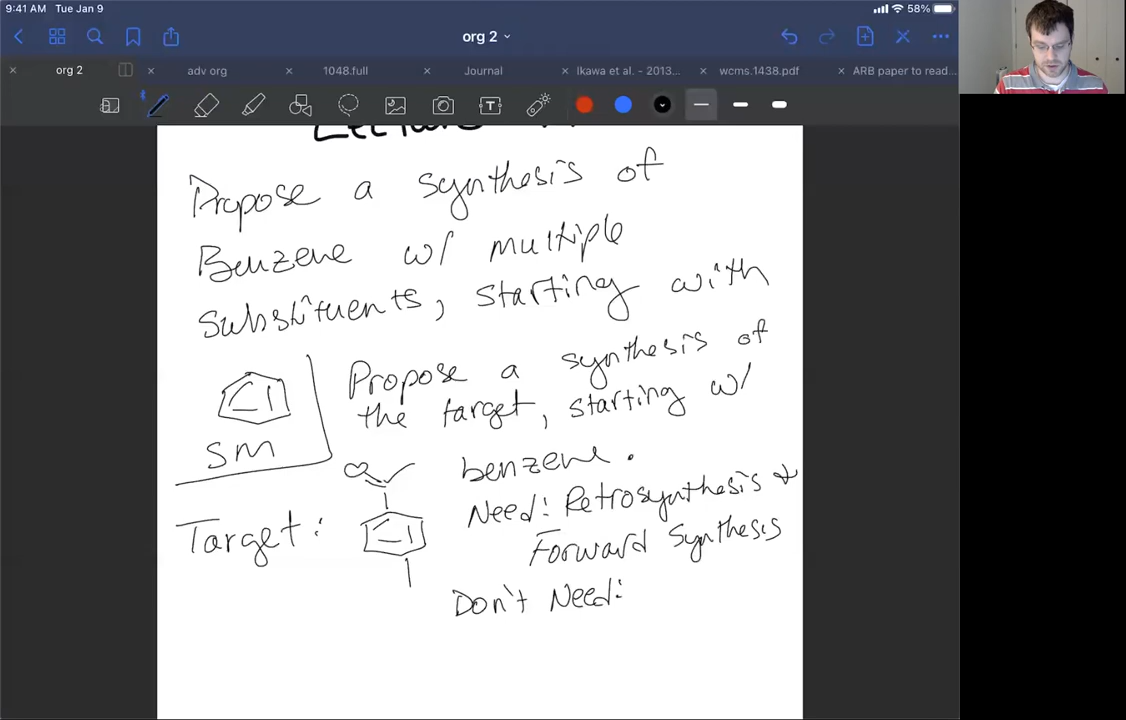 9:41 AM Tue Jan 9
58%
org 2
org 2
adv org
1048.full
Journal
Ikawa et al. - 2013...
wcms.1438.pdf
ARB paper to read...
T
Propose a synthesis of
Benzene w/ multiple
substituents, starting with
SM
Propose a synthesis of
the target, starting w/
benzene.
Target:
O
Need: Retrosynthesis &
Forward Synthesis
Don't Need: